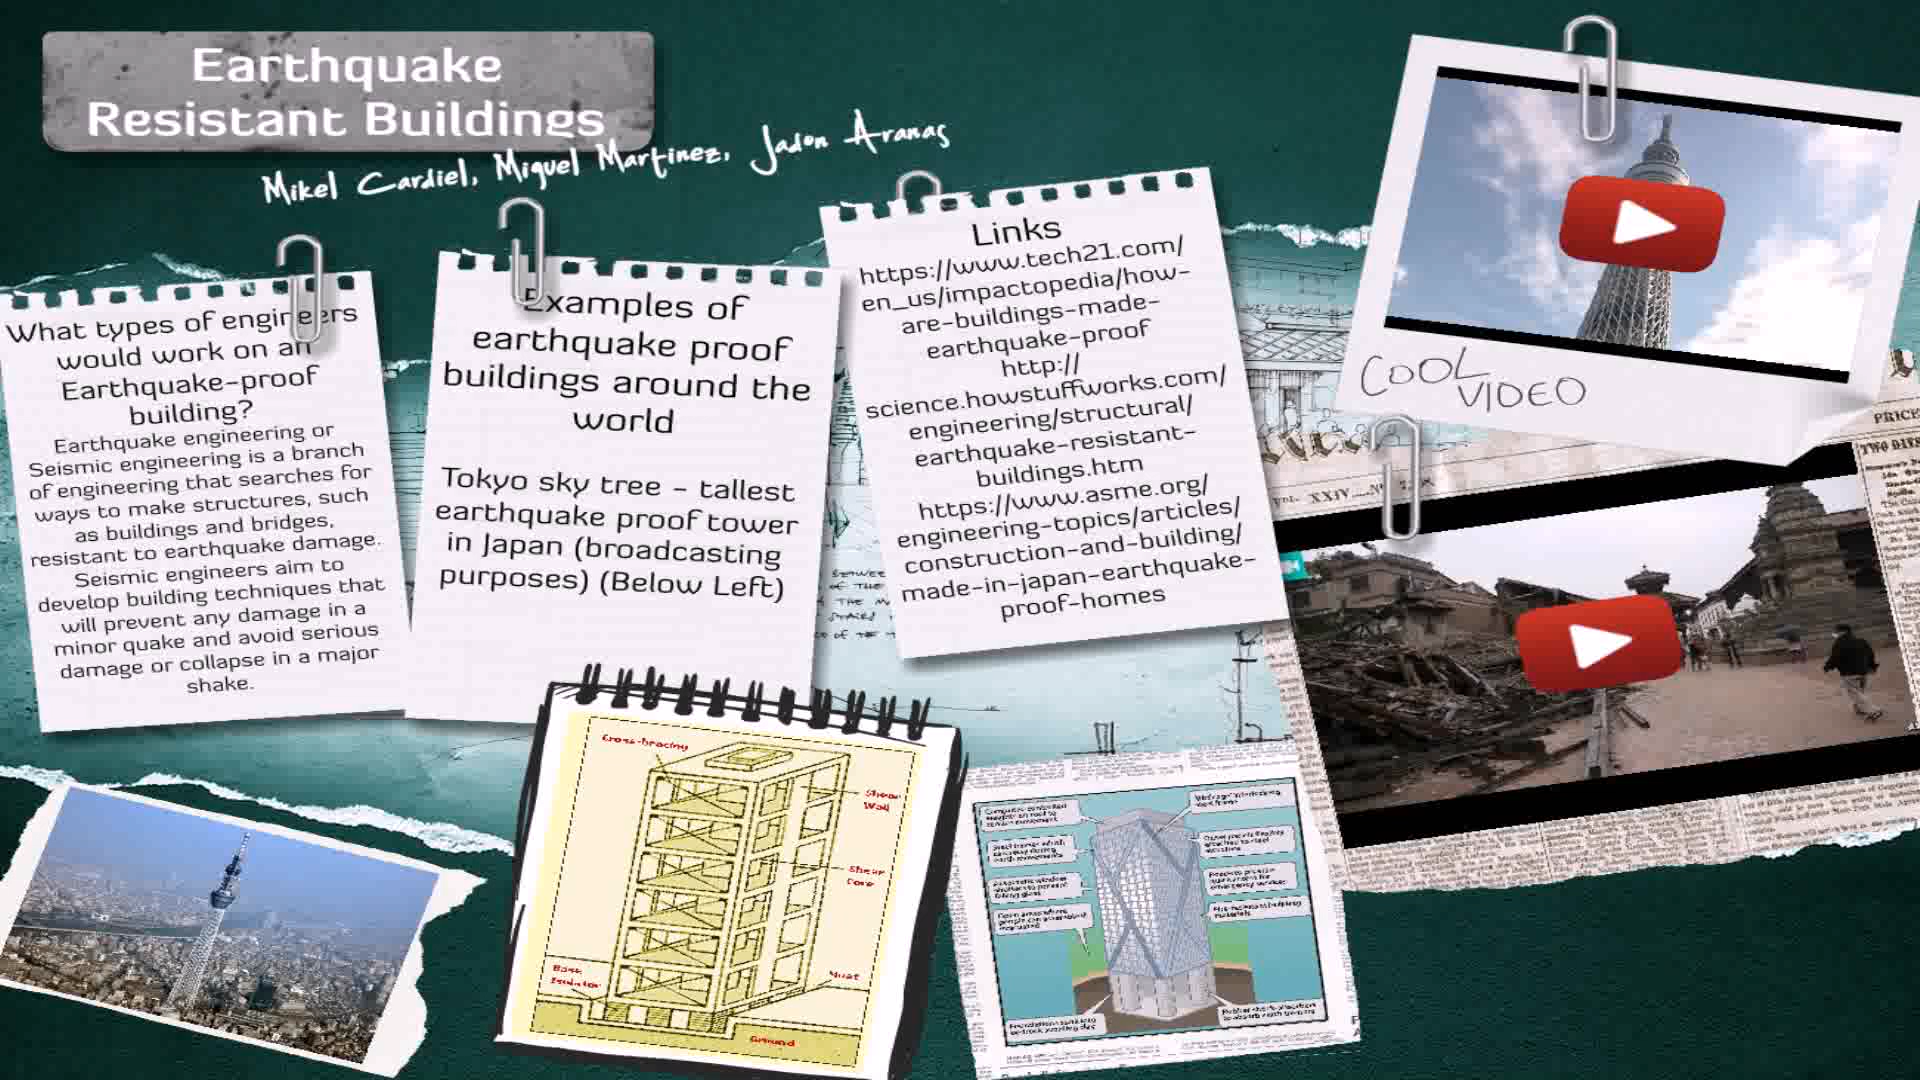 Earthquake
Resistant Buildings
Mikel Cardiel, Miguel Martinez, Jadon Aranas
What types of engineers
would work on an
Earthquake-proof
building?
Earthquake engineering or
Seismic engineering is a branch
of engineering that searches for
ways to make structures, such
as buildings and bridges,
resistant to earthquake damage.
Seismic engineers aim to
develop building techniques that
will prevent any damage in a
minor quake and avoid serious
damage or collapse in a major
shake.
Examples of
earthquake proof
buildings around the
world
Tokyo sky tree - tallest
earthquake proof tower
in Japan (broadcasting
purposes) (Below Left)
Links
https://www.tech21.com/
en_us/impactopedia/how-
are-buildings-made-
earthquake-proof
http://
science.howstuffworks.com/
engineering/structural/
earthquake-resistant-
buildings.htm
https://www.asme.org/
engineering-topics/articles/
construction-and-building/
made-in-japan-earthquake-
proof-homes
COOL
VIDEO
PRICE
Cross-bracing
Shear
Wall
Shear
Core
Base
Isolator
Moat
Ground